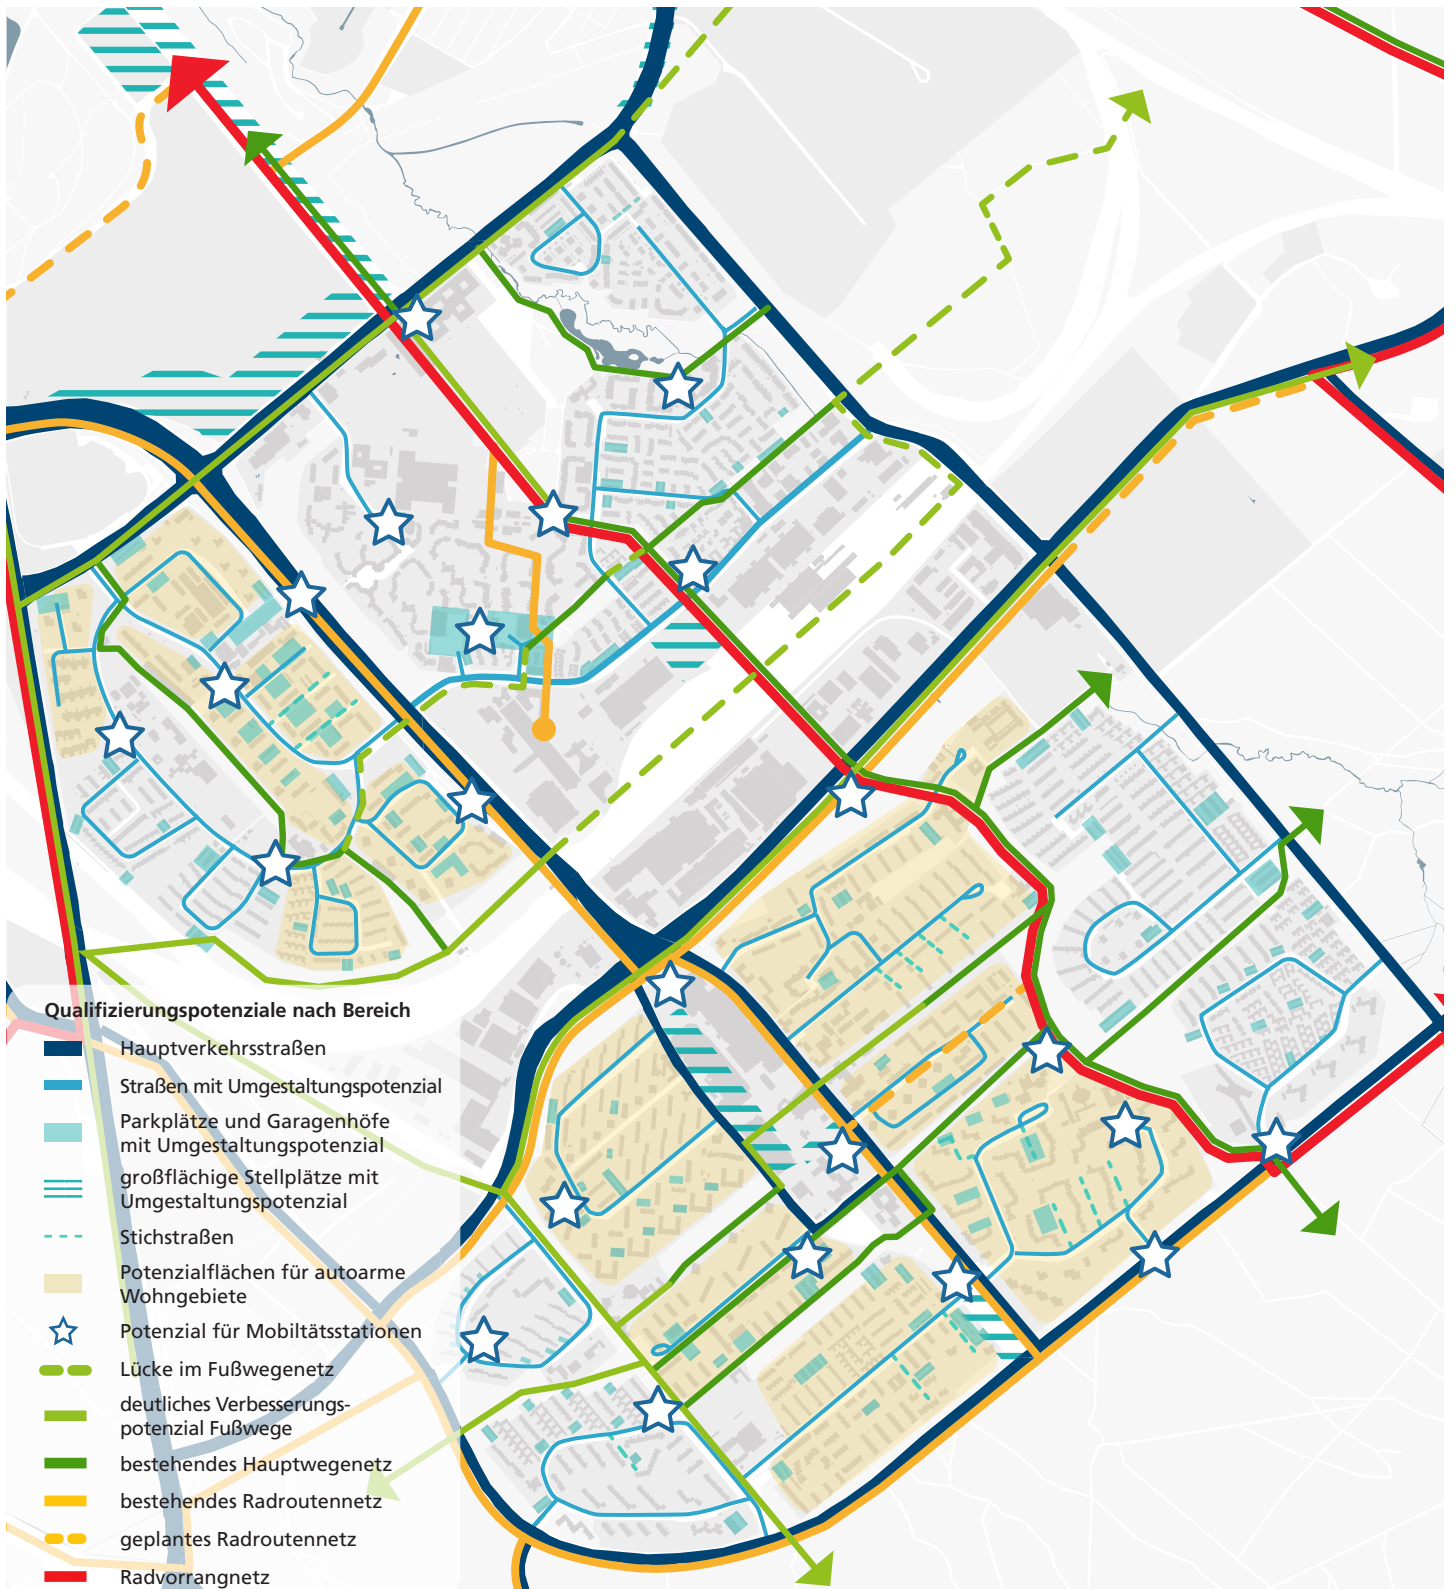 Qualifizierungspotenziale nach Bereich
Hauptverkehrsstraßen
Straßen mit Umgestaltungspotenzial
Parkplätze und Garagenhöfe
mit Umgestaltungspotenzial
großflächige Stellplätze mit
Umgestaltungspotenzial
Stichstraßen
Potenzialflächen für autoarme
Wohngebiete
Potenzial für Mobiltätsstationen
Lücke im Fußwegenetz
deutliches Verbesserungs-
potenzial Fußwege
bestehendes Hauptwegenetz
bestehendes Radroutennetz
geplantes Radroutennetz
Radvorrangnetz